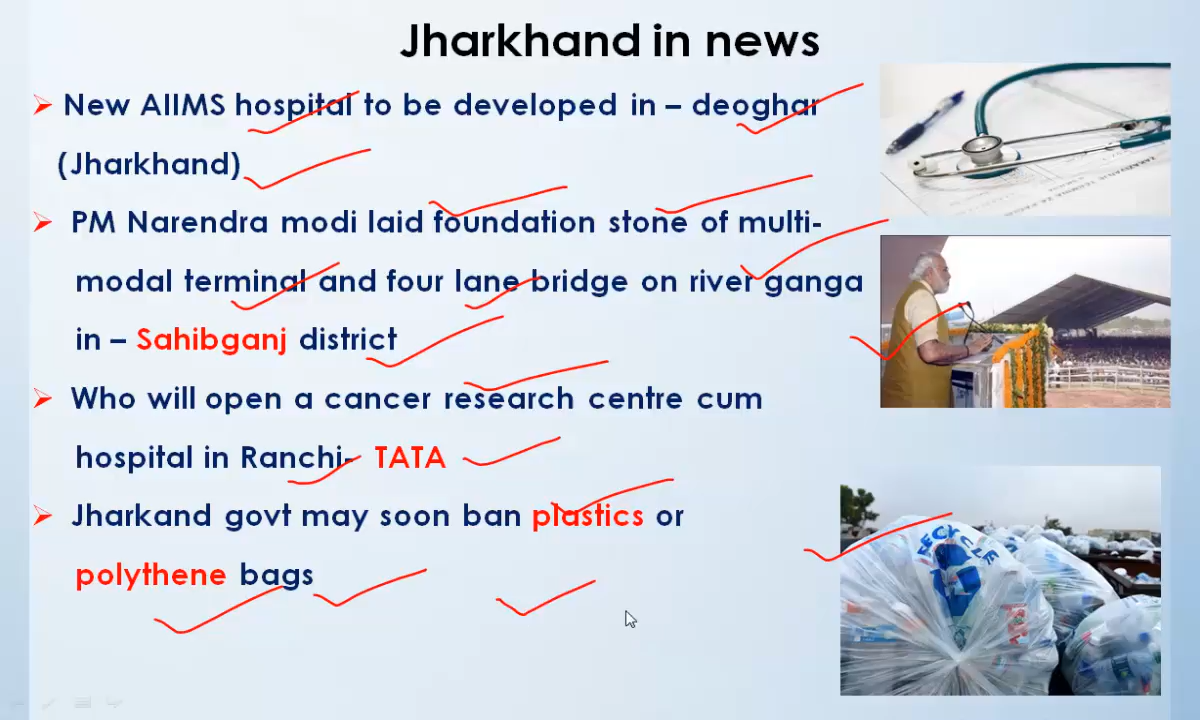 Jharkhand in news
New AIIMS hospital to be developed in – deoghar
(Jharkhand)
PM Narendra modi laid foundation stone of multi-
modal terminal and four lane bridge on river ganga
in – Sahibganj district
Who will open a cancer research centre cum
hospital in Ranchi- TATA
Jharkand govt may soon ban plastics or
polythene bags
RECYCLE